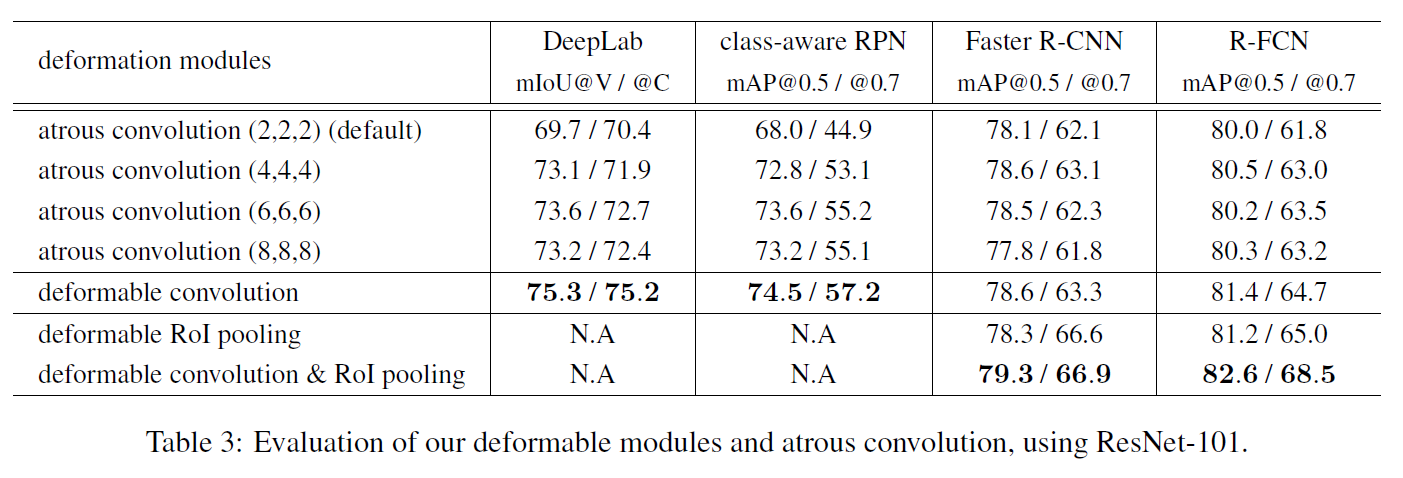 deformation modules DeepLab class-aware RPN Faster R-CNN R-FCN
mIoU@V / @C mAP@0.5 / @0.7 mAP@0.5 / @0.7 mAP@0.5 / @0.7
atrous convolution (2,2,2) (default) 69.7 / 70.4 68.0 / 44.9 78.1 / 62.1 80.0 / 61.8
atrous convolution (4,4,4) 73.1 / 71.9 72.8 / 53.1 78.6 / 63.1 80.5 / 63.0
atrous convolution (6,6,6) 73.6 / 72.7 73.6 / 55.2 78.5 / 62.3 80.2 / 63.5
atrous convolution (8,8,8) 73.2 / 72.4 73.2 / 55.1 77.8 / 61.8 80.3 / 63.2
deformable convolution 75.3 / 75.2 74.5 / 57.2 78.6 / 63.3 81.4 / 64.7
deformable RoI pooling N.A N.A 78.3 / 66.6 81.2 / 65.0
deformable convolution & RoI pooling N.A N.A 79.3 / 66.9 82.6 / 68.5
Table 3: Evaluation of our deformable modules and atrous convolution, using ResNet-101.